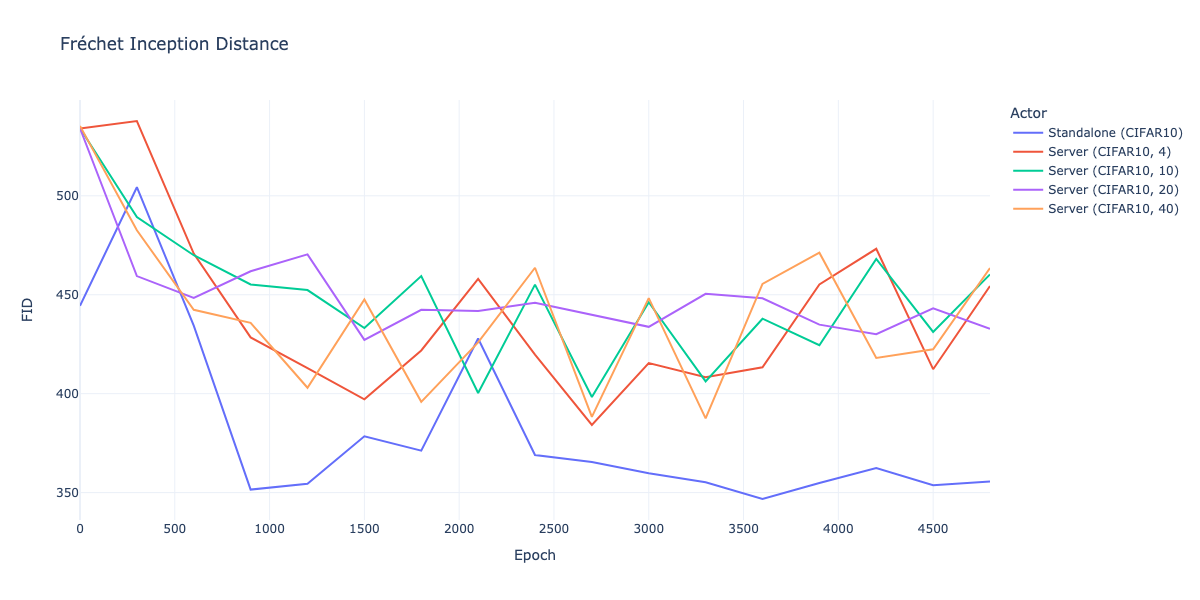 Fréchet Inception Distance
Actor
Standalone (CIFAR10)
Server (CIFAR10, 4)
Server (CIFAR10, 10)
Server (CIFAR10, 20)
Server (CIFAR10, 40)
FID
500
450
400
350
0 500 1000 1500 2000 2500 3000 3500 4000 4500
Epoch